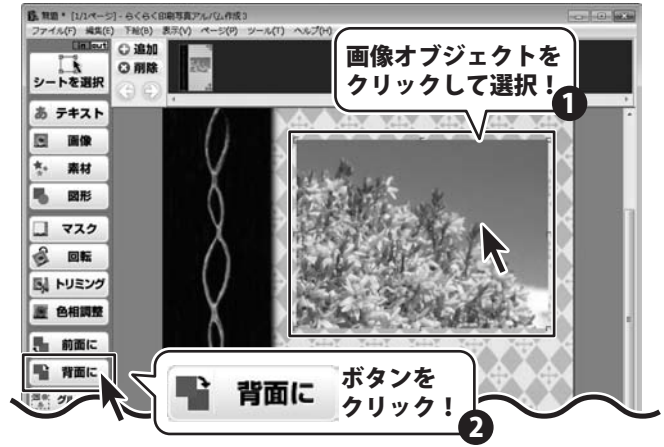 無題 * [1/1ページ] - らくらく印刷写真アルバム作成3
ファイル(F) 編集(E) 下絵(B) 表示(V) ページ(P) ツール(T) ヘルプ(H)
in out
シートを選択
追加
削除
あ テキスト
画像
素材
図形
マスク
回転
トリミング
色相調整
前面に
背面に
画像オブジェクトを
クリックして選択!
1
背面に ボタンを
クリック!
2